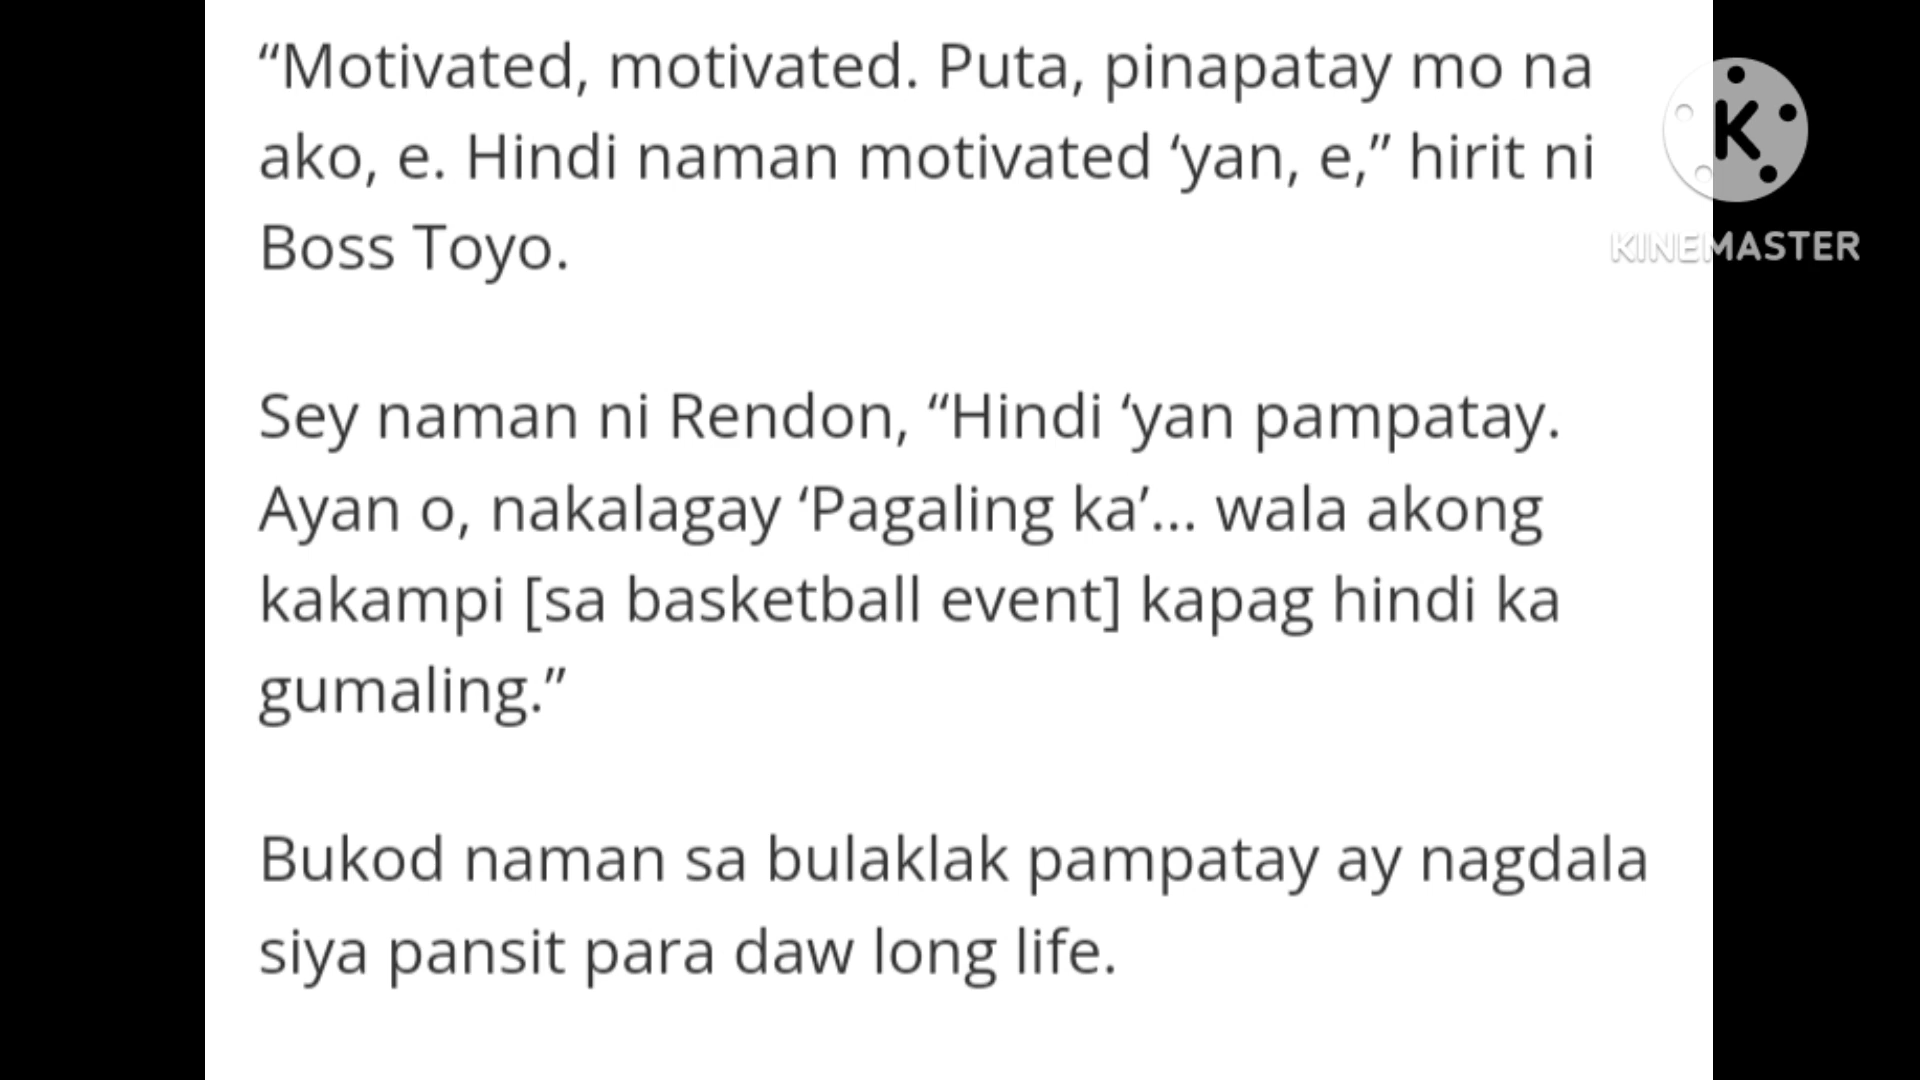 “Motivated, motivated. Puta, pinapatay mo na
ako, e. Hindi naman motivated ‘yan, e,” hirit ni
Boss Toyo.
Sey naman ni Rendon, “Hindi ‘yan pampatay.
Ayan o, nakalagay ‘Pagaling ka’... wala akong
kakampi [sa basketball event] kapag hindi ka
gumaling.”
Bukod naman sa bulaklak pampatay ay nagdala
siya pansit para daw long life.
K
KINEMASTER